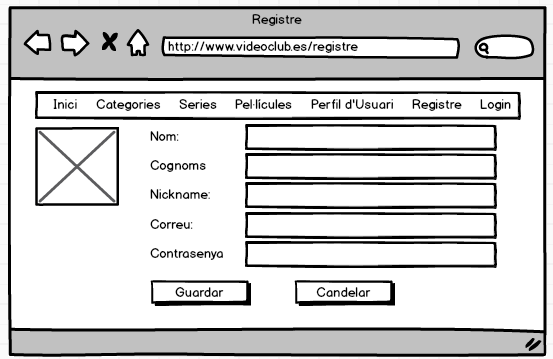 Registre
http://www.videoclub.es/registre
Inici Categories Series Pel·lícules Perfil d'Usuari Registre Login
Nom:
Cognoms
Nickname:
Correu:
Contrasenya
Guardar Candelar